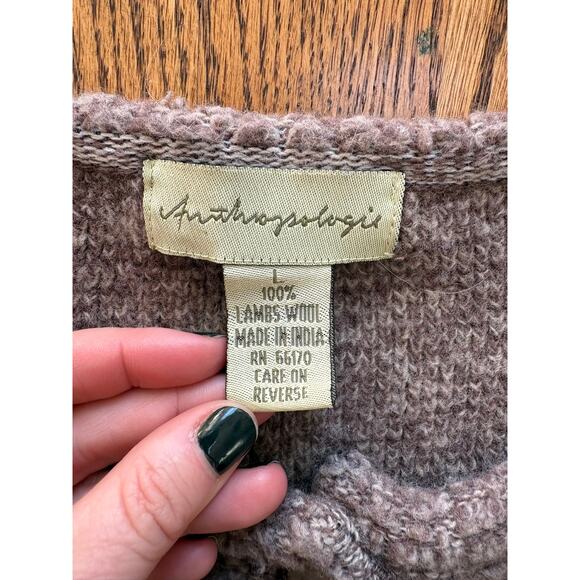 Anthropologie
L
100%
LAMBS WOOL
MADE IN INDIA
RN 66170
CARE ON
REVERSE